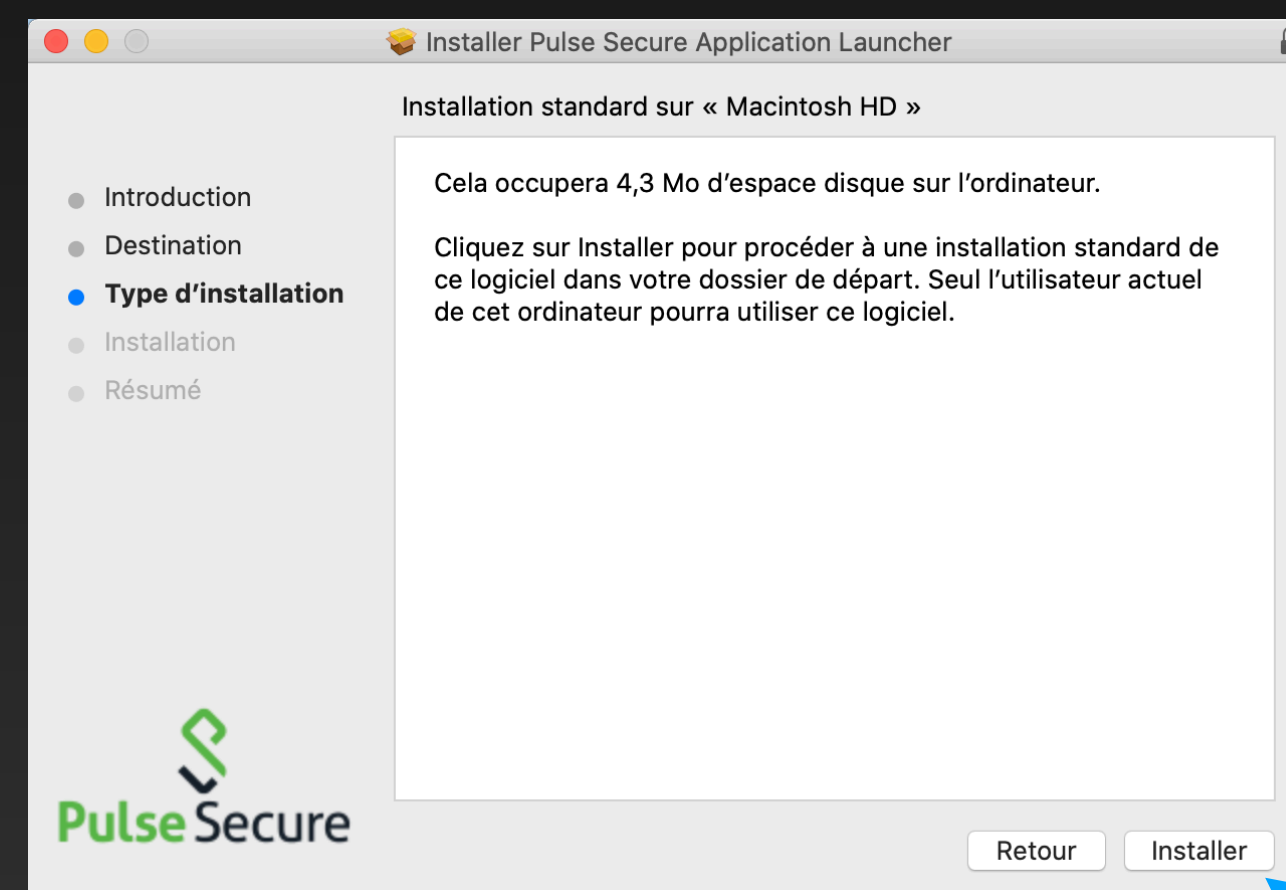 Installer Pulse Secure Application Launcher
Installation standard sur « Macintosh HD »
Introduction
Destination
Type d’installation
Installation
Résumé
Cela occupera 4,3 Mo d’espace disque sur l’ordinateur.
Cliquez sur Installer pour procéder à une installation standard de
ce logiciel dans votre dossier de départ. Seul l’utilisateur actuel
de cet ordinateur pourra utiliser ce logiciel.
Pulse Secure
Retour
Installer